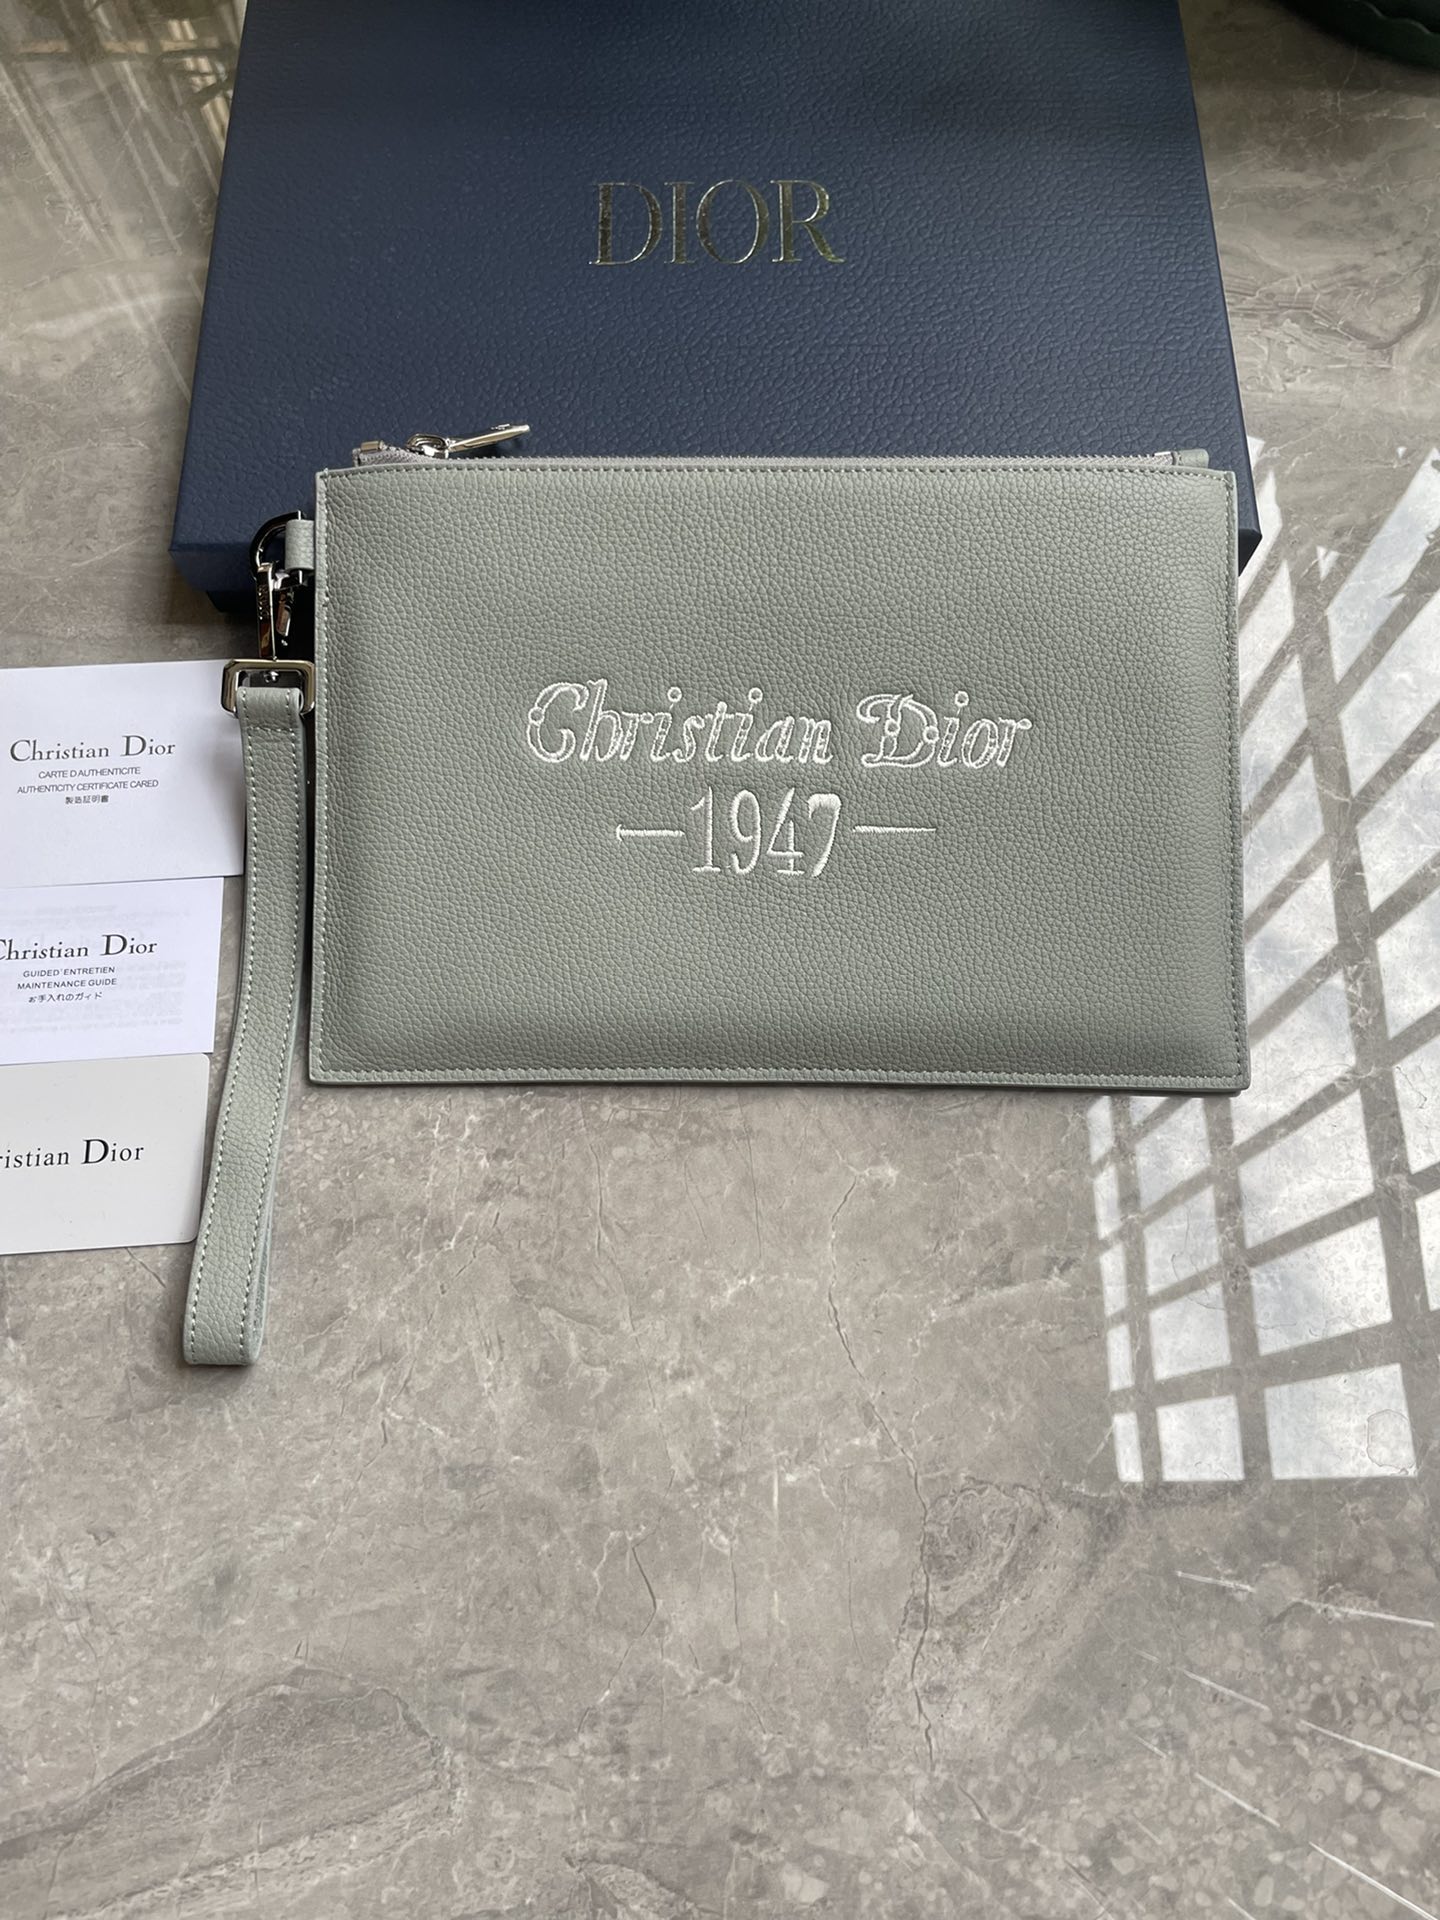 DIOR
Christian Dior
—1947—
Christian Dior
CARTE D AUTHENTICITE
AUTHENTICITY CERTIFICATE CARED
製造証明書
Christian Dior
GUIDED'ENTRETIEN
MAINTENANCE GUIDE
お手入れのガイド
ristian Dior